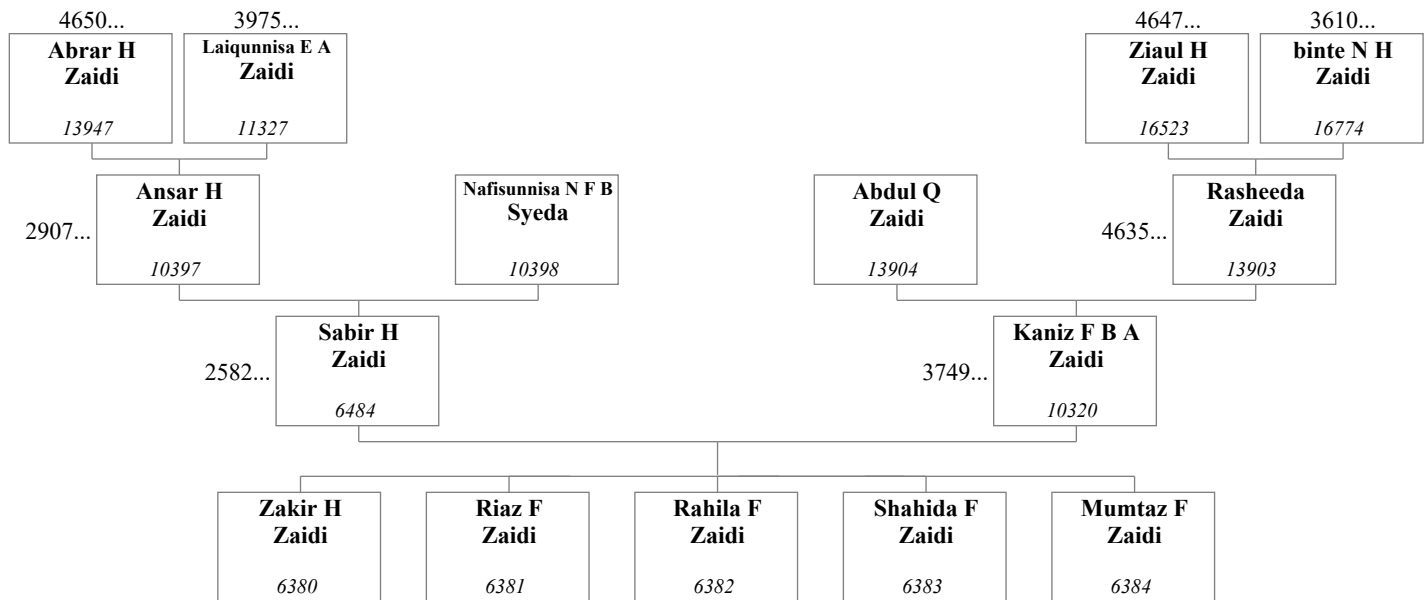 4650...
3975...
4647...
3610...
Abrar H
Zaidi
13947
Laiqunnisa E A
Zaidi
11327
Ziaul H
Zaidi
16523
binte N H
Zaidi
16774
2907...
Ansar H
Zaidi
10397
Nafisunnisa N F B
Syeda
10398
Abdul Q
Zaidi
13904
4635...
Rasheeda
Zaidi
13903
2582...
Sabir H
Zaidi
6484
3749...
Kaniz F B A
Zaidi
10320
Zakir H
Zaidi
6380
Riaz F
Zaidi
6381
Rahila F
Zaidi
6382
Shahida F
Zaidi
6383
Mumtaz F
Zaidi
6384